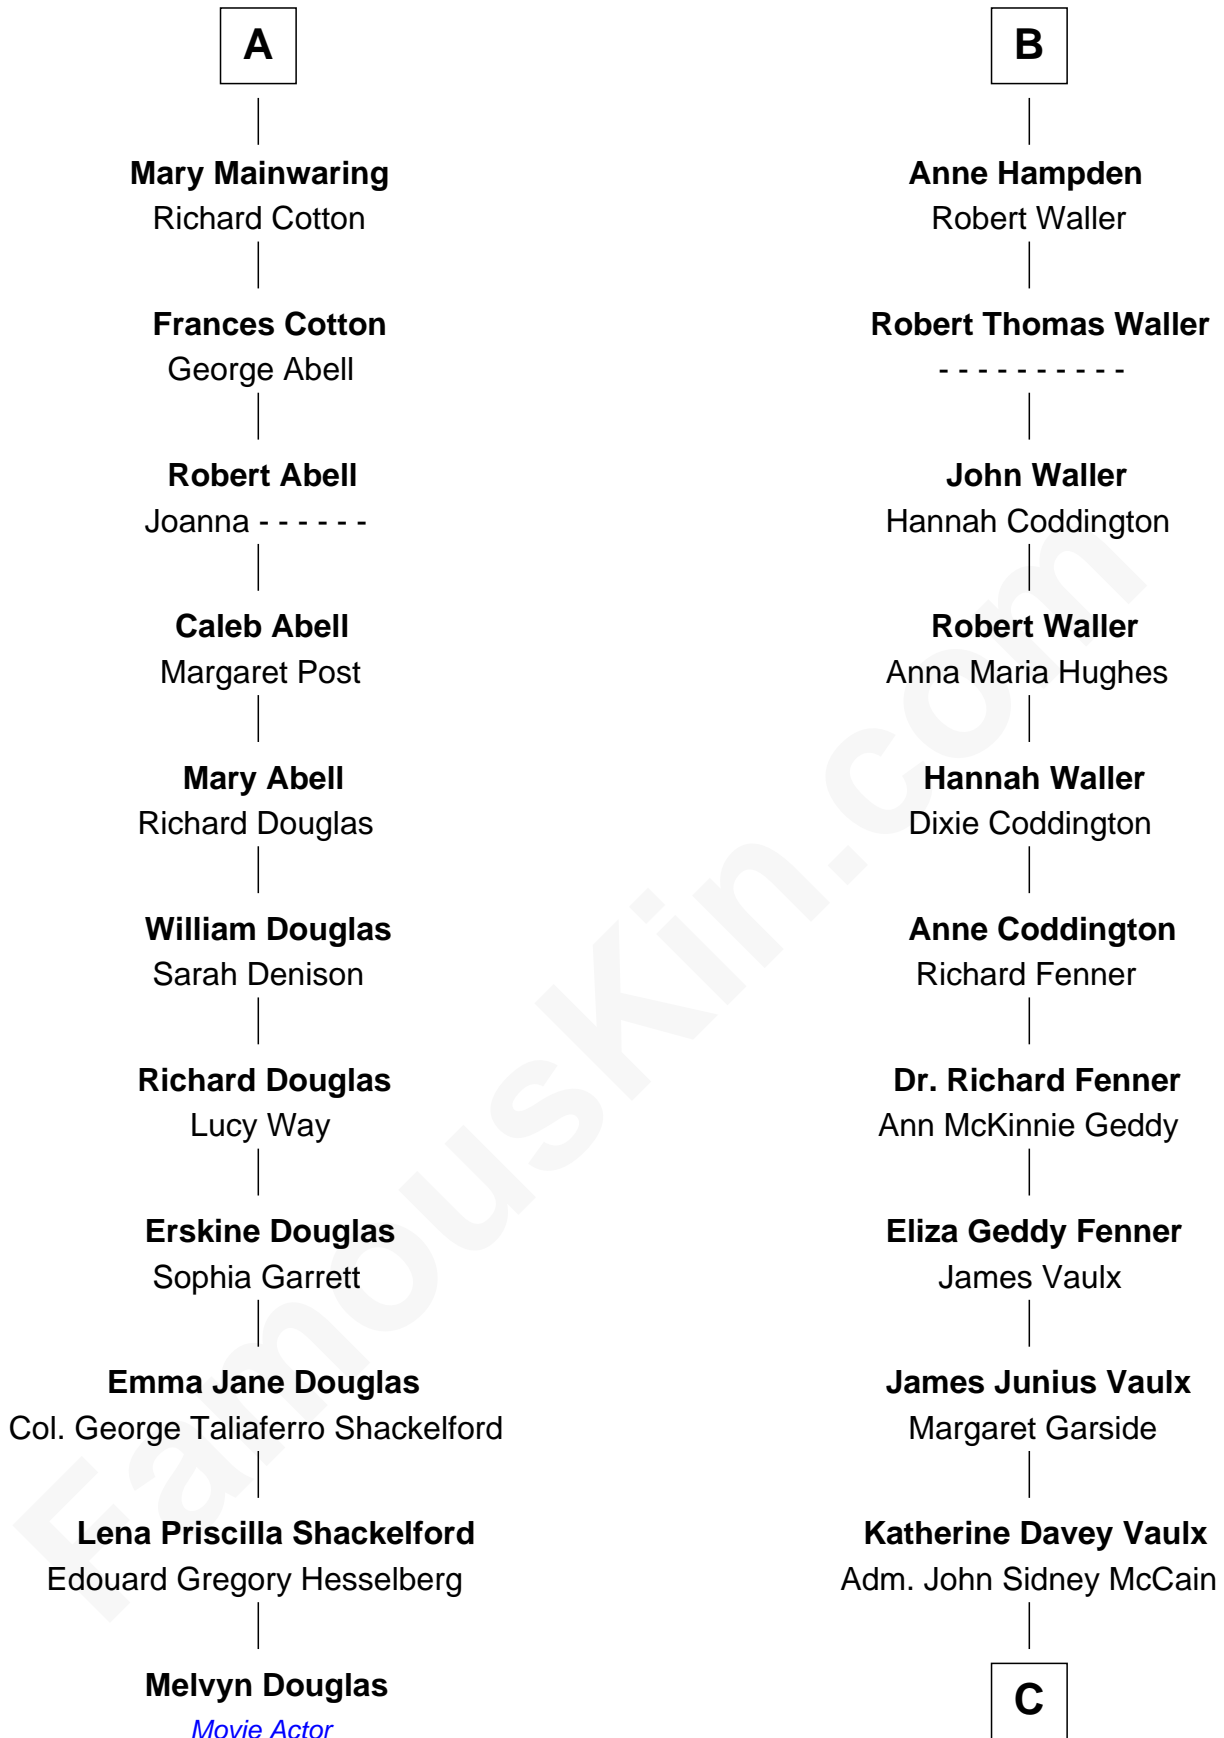 A
Mary Mainwaring
Richard Cotton
Frances Cotton
George Abell
Robert Abell
Joanna - - - - - -
Caleb Abell
Margaret Post
Mary Abell
Richard Douglas
William Douglas
Sarah Denison
Richard Douglas
Lucy Way
Erskine Douglas
Sophia Garrett
Emma Jane Douglas
Col. George Taliaferro Shackelford
Lena Priscilla Shackelford
Edouard Gregory Hesselberg
Melvyn Douglas
Movie Actor
B
Anne Hampden
Robert Waller
Robert Thomas Waller
- - - - - - - - - -
John Waller
Hannah Coddington
Robert Waller
Anna Maria Hughes
Hannah Waller
Dixie Coddington
Anne Coddington
Richard Fenner
Dr. Richard Fenner
Ann McKinnie Geddy
Eliza Geddy Fenner
James Vaulx
James Junius Vaulx
Margaret Garside
Katherine Davey Vaulx
Adm. John Sidney McCain
C
FamousKin.com